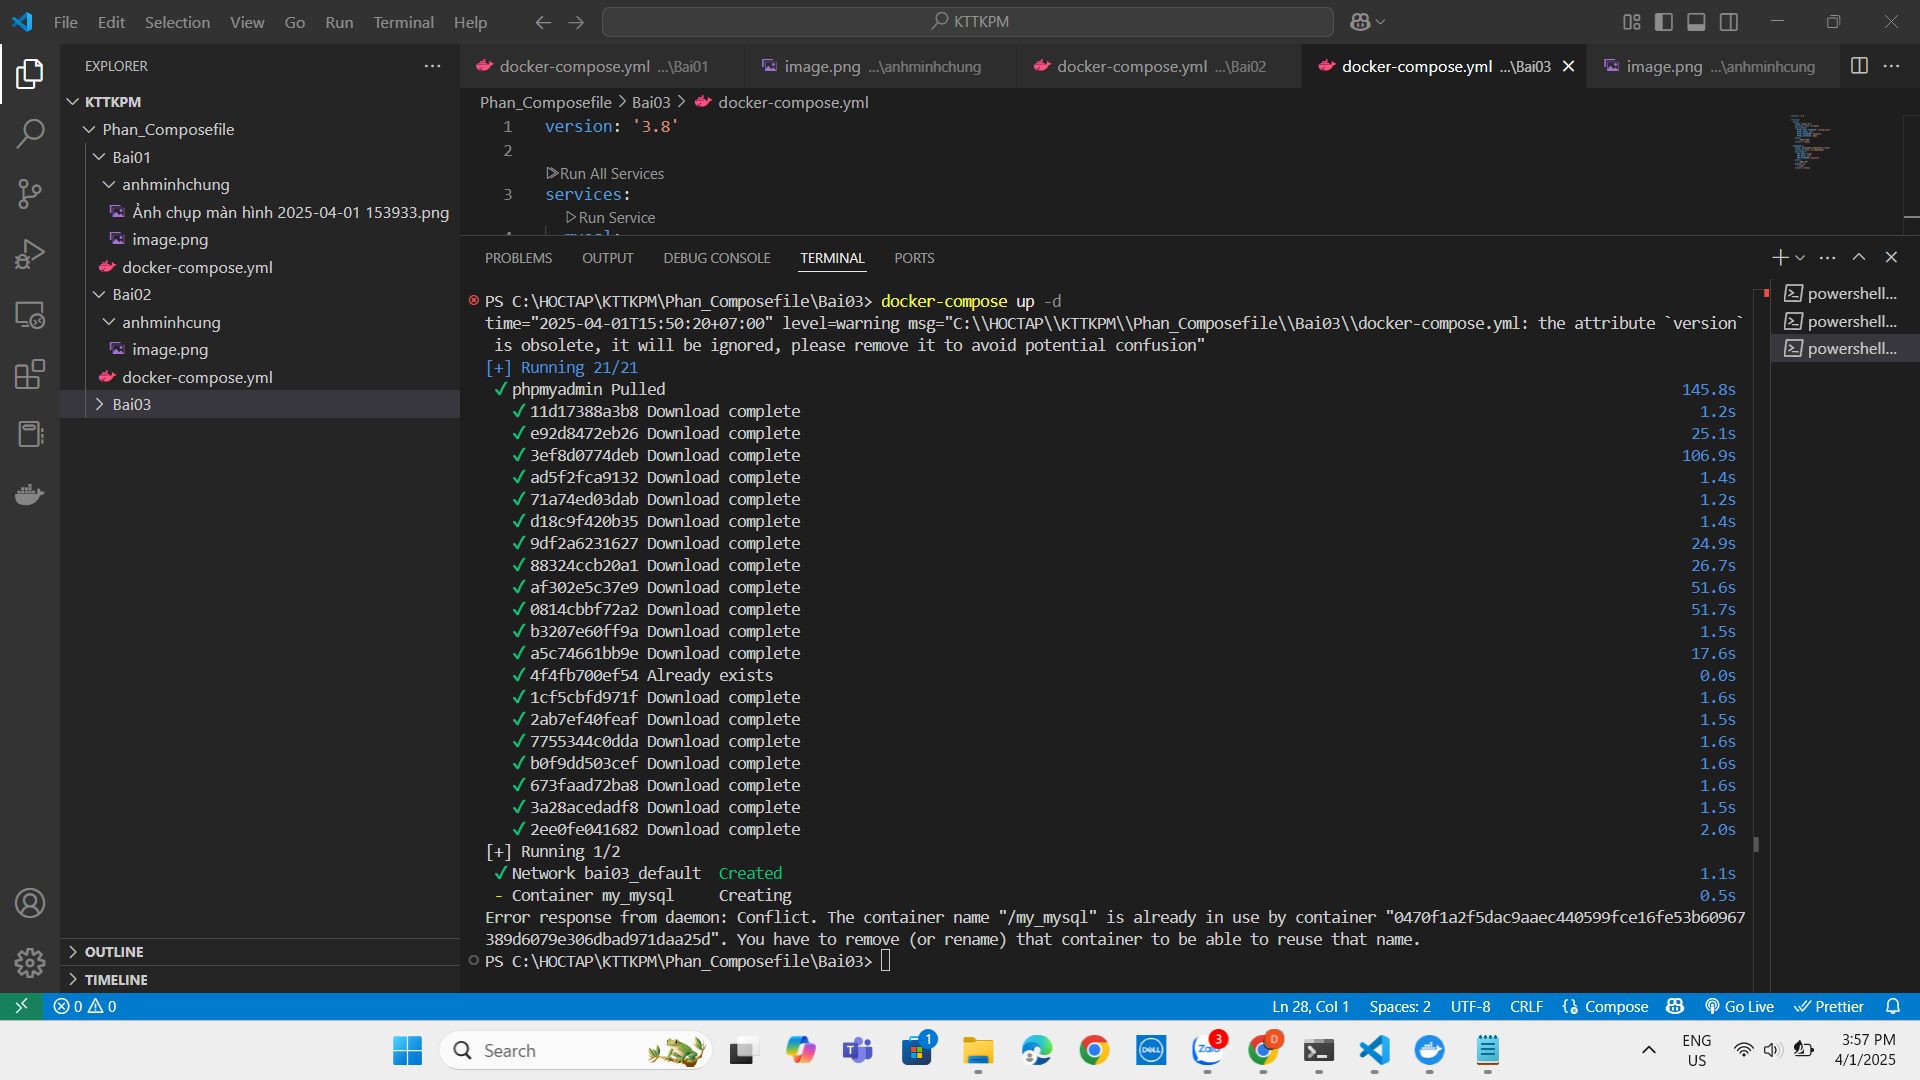 File Edit Selection View Go Run Terminal Help
KTTKPM
EXPLORER
KTTKPM
Phan_Composefile
Bai01
anhminhchung
Ảnh chụp màn hình 2025-04-01 153933.png
image.png
docker-compose.yml
Bai02
anhminhcung
image.png
docker-compose.yml
Bai03
OUTLINE
TIMELINE
docker-compose.yml ...\Bai01
image.png ...\anhminhchung
docker-compose.yml ...\Bai02
docker-compose.yml ...\Bai03
image.png ...\anhminhcung
Phan_Composefile > Bai03 > docker-compose.yml
1 version: '3.8'
2
Run All Services
3 services:
Run Service
PROBLEMS OUTPUT DEBUG CONSOLE TERMINAL PORTS
PS C:\HOCTAP\KTTKPM\Phan_Composefile\Bai03> docker-compose up -d
time="2025-04-01T15:50:20+07:00" level=warning msg="C:\\HOCTAP\\KTTKPM\\Phan_Composefile\\Bai03\\docker-compose.yml: the attribute `version`
is obsolete, it will be ignored, please remove it to avoid potential confusion"
[+] Running 21/21
✔ phpmyadmin Pulled 145.8s
✔ 11d17388a3b8 Download complete 1.2s
✔ e92d8472eb26 Download complete 25.1s
✔ 3ef8d0774deb Download complete 106.9s
✔ ad5f2fca9132 Download complete 1.4s
✔ 71a74ed03dab Download complete 1.2s
✔ d18c9f420b35 Download complete 1.4s
✔ 9df2a6231627 Download complete 24.9s
✔ 88324ccb20a1 Download complete 26.7s
✔ af302e5c37e9 Download complete 51.6s
✔ 0814cbbf72a2 Download complete 51.7s
✔ b3207e60ff9a Download complete 1.5s
✔ a5c74661bb9e Download complete 17.6s
✔ 4f4fb700ef54 Already exists 0.0s
✔ 1cf5cbfd971f Download complete 1.6s
✔ 2ab7ef40feaf Download complete 1.5s
✔ 7755344c0dda Download complete 1.6s
✔ b0f9dd503cef Download complete 1.6s
✔ 673faad72ba8 Download complete 1.6s
✔ 3a28acedadf8 Download complete 1.5s
✔ 2ee0fe041682 Download complete 2.0s
[+] Running 1/2
✔ Network bai03_default Created 1.1s
- Container my_mysql Creating 0.5s
Error response from daemon: Conflict. The container name "/my_mysql" is already in use by container "0470f1a2f5dac9aaec440599fce16fe53b60967
389d6079e306dbad971daa25d". You have to remove (or rename) that container to be able to reuse that name.
PS C:\HOCTAP\KTTKPM\Phan_Composefile\Bai03>
powershell...
powershell...
powershell...
0 0
Ln 28, Col 1 Spaces: 2 UTF-8 CRLF Compose Go Live Prettier
Search
1
DELL
Zalo
3
D
ENG
US
3:57 PM
4/1/2025